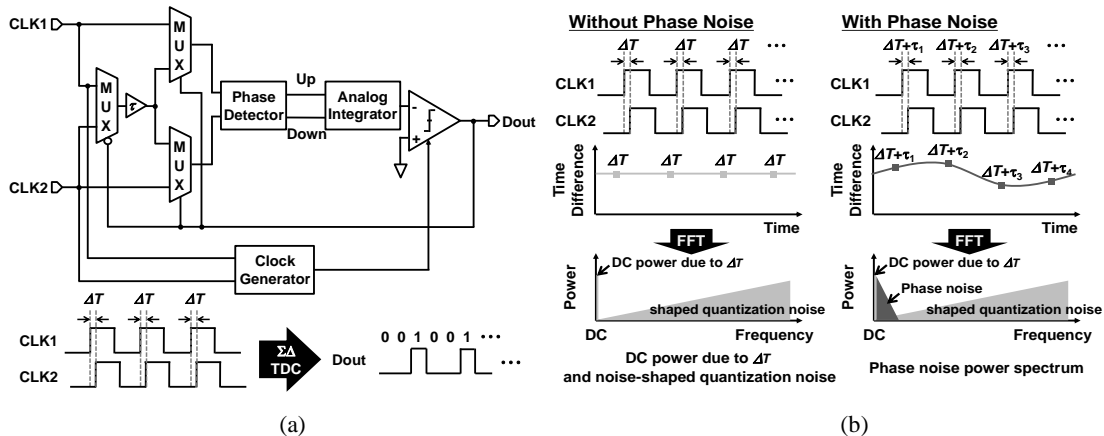 CLK1
MUX
MUX
τ
MUX
CLK2
Phase Detector
Up
Down
Analog Integrator
-
+
Dout
Clock Generator
ΔT ΔT ΔT
CLK1
CLK2
ΣΔ
TDC
Dout
0 0 1 0 0 1 ···
···
(a)
Without Phase Noise
ΔT ΔT ΔT ···
CLK1
···
CLK2
···
Time Difference
ΔT ΔT ΔT ΔT
Time
FFT
Power
DC power due to ΔT
shaped quantization noise
DC
Frequency
DC power due to ΔT
and noise-shaped quantization noise
With Phase Noise
ΔT+τ1 ΔT+τ2 ΔT+τ3 ···
CLK1
···
CLK2
···
Time Difference
ΔT+τ1 ΔT+τ2
ΔT+τ3 ΔT+τ4
Time
FFT
Power
DC power due to ΔT
Phase noise
shaped quantization noise
DC
Frequency
Phase noise power spectrum
(b)